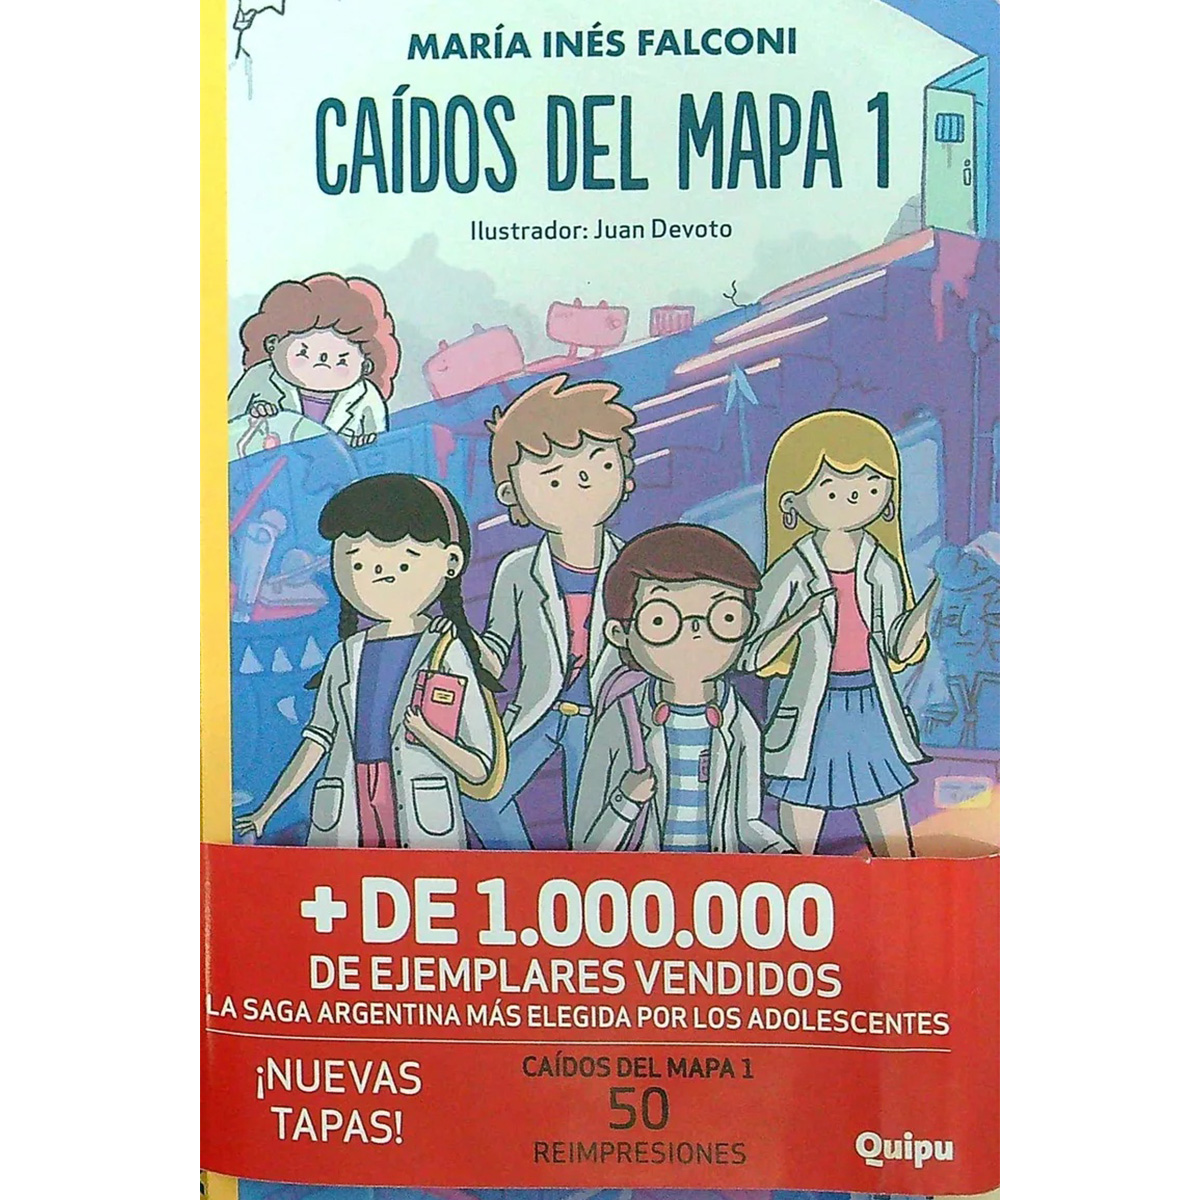 MARÍA INÉS FALCONI
CAÍDOS DEL MAPA 1
Ilustrador: Juan Devoto
+ DE 1.000.000
DE EJEMPLARES VENDIDOS
LA SAGA ARGENTINA MÁS ELEGIDA POR LOS ADOLESCENTES
¡NUEVAS
TAPAS!
CAÍDOS DEL MAPA 1
50
REIMPRESIONES
Quipu